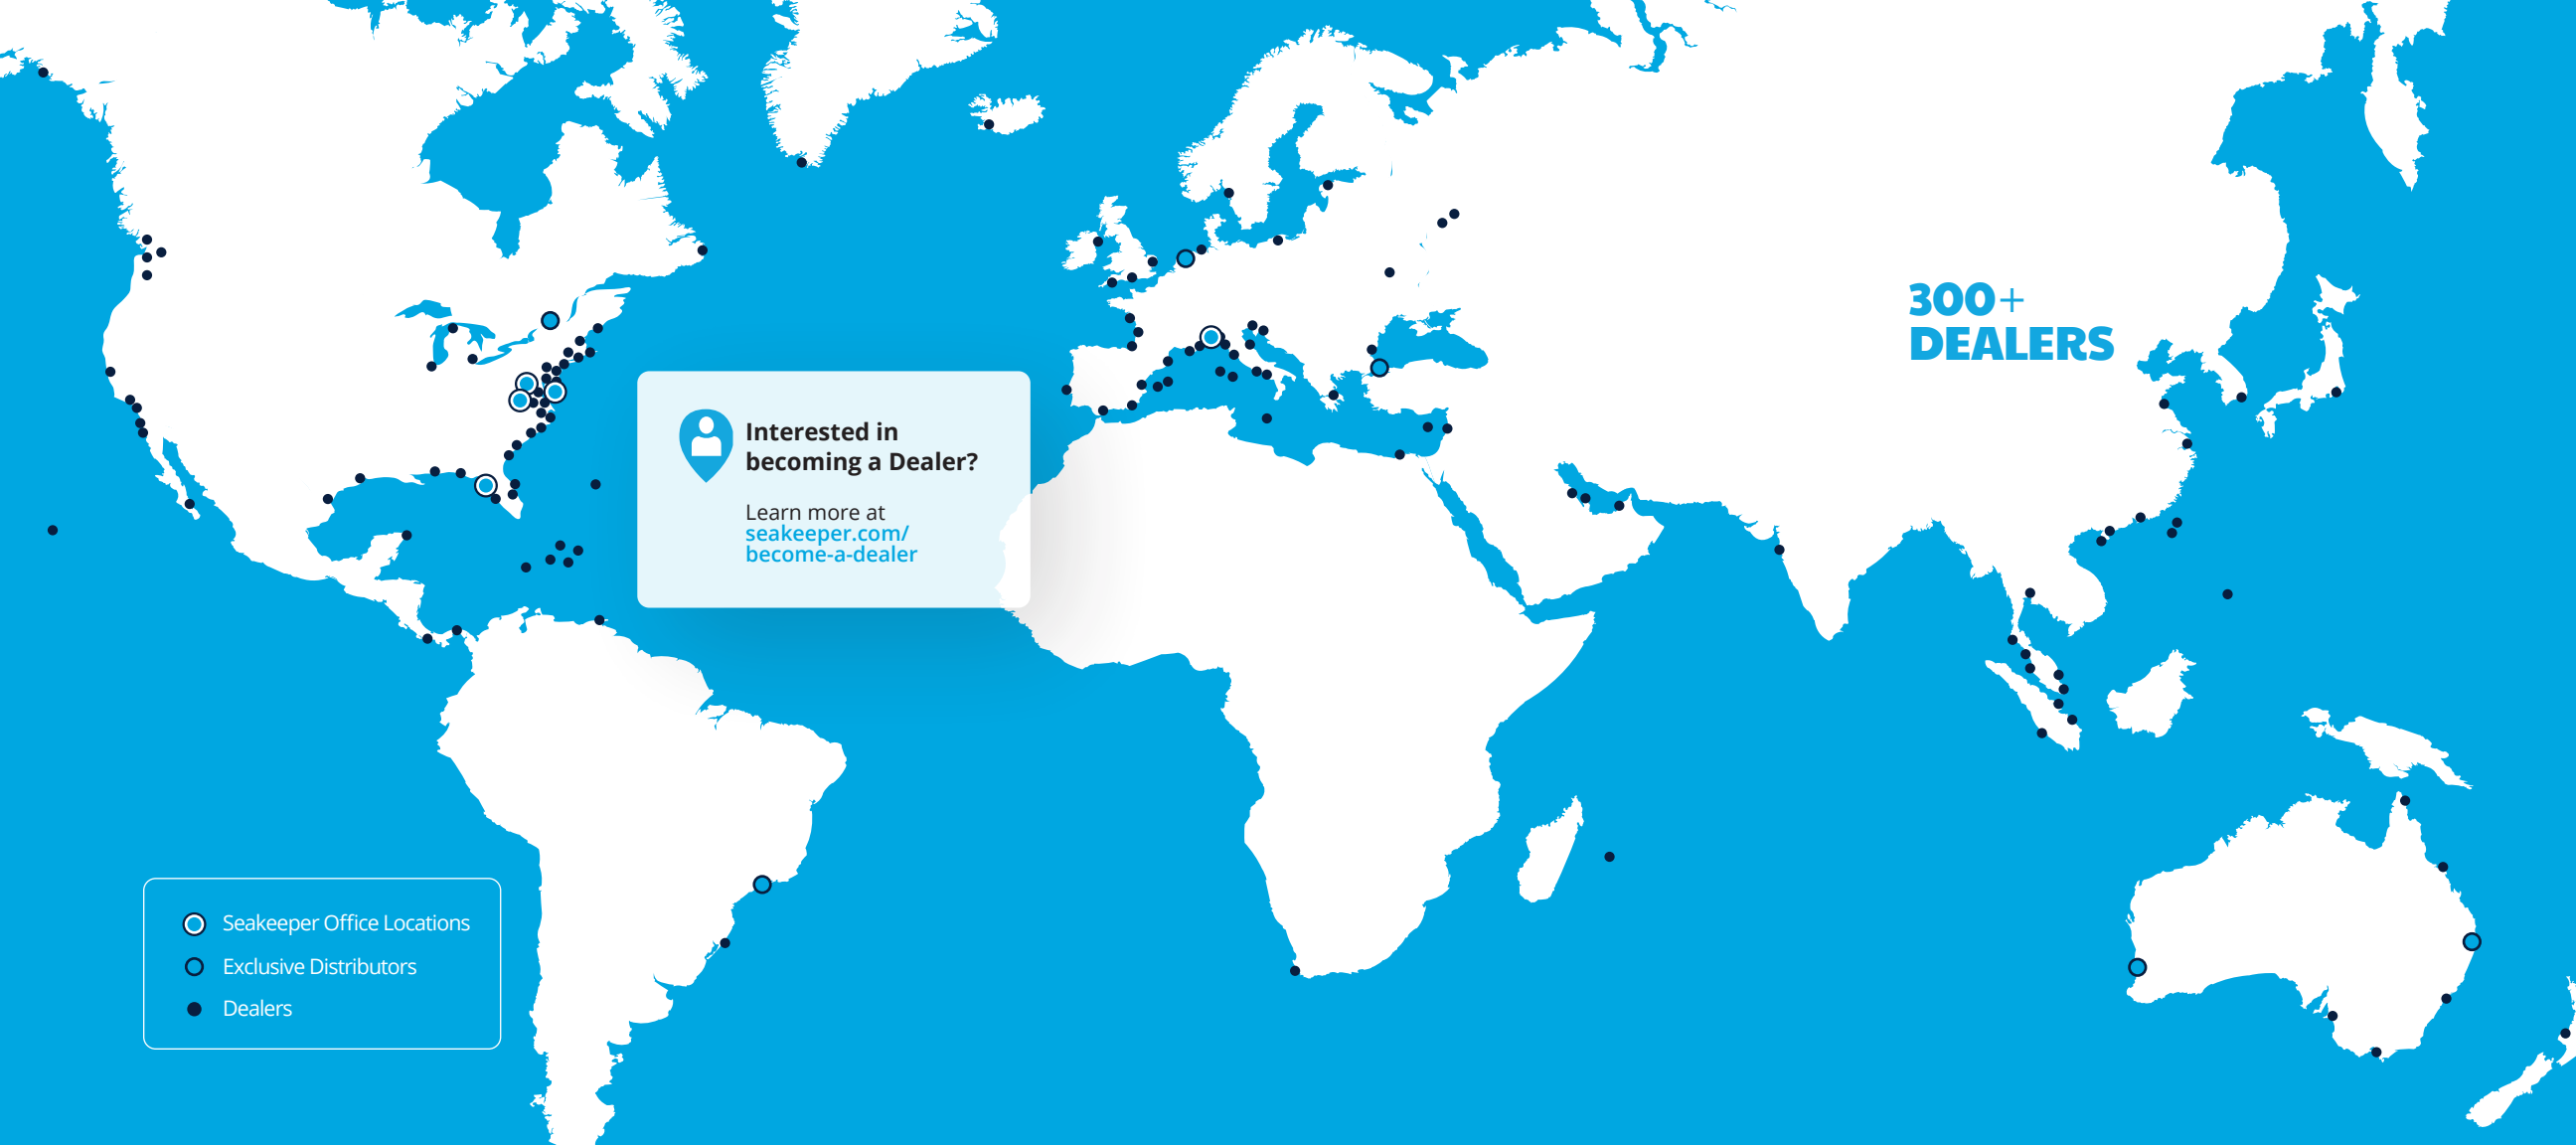 300+
DEALERS
Interested in
becoming a Dealer?
Learn more at
seakeeper.com/
become-a-dealer
Seakeeper Office Locations
Exclusive Distributors
Dealers